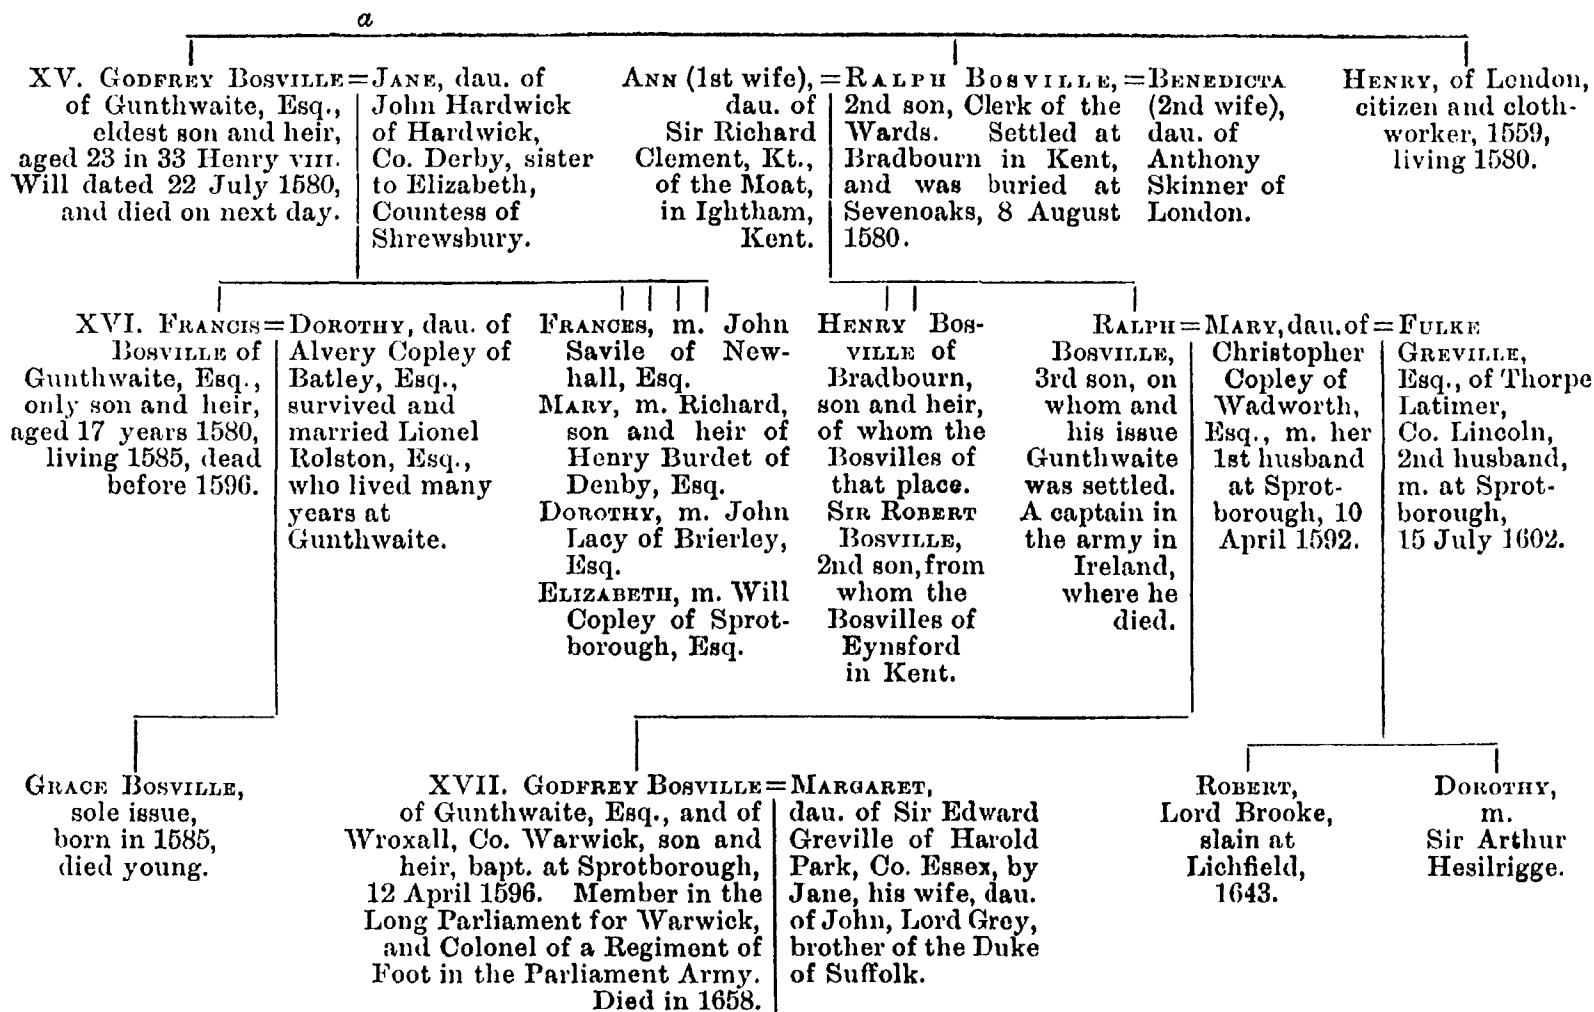 a
XV. GODFREY BOSVILLE = JANE, dau. of
of Gunthwaite, Esq., John Hardwick
eldest son and heir, of Hardwick,
aged 23 in 33 Henry VIII. Co. Derby, sister
Will dated 22 July 1580, to Elizabeth,
and died on next day. Countess of
Shrewsbury.
ANN (1st wife), = RALPH BOSVILLE, = BENEDICTA
dau. of 2nd son, Clerk of the (2nd wife),
Sir Richard Wards. Settled at dau. of
Clement, Kt., Bradbourn in Kent, Anthony
of the Moat, and was buried at Skinner of
in Ightham, Sevenoaks, 8 August London.
Kent. 1580.
HENRY, of London,
citizen and cloth-
worker, 1559,
living 1580.
XVI. FRANCIS = DOROTHY, dau. of
BOSVILLE of Alvery Copley of
Gunthwaite, Esq., Batley, Esq.,
only son and heir, survived and
aged 17 years 1580, married Lionel
living 1585, dead Rolston, Esq.,
before 1596. who lived many
years at
Gunthwaite.
FRANCES, m. John
Savile of New-
hall, Esq.
MARY, m. Richard,
son and heir of
Henry Burdet of
Denby, Esq.
DOROTHY, m. John
Lacy of Brierley,
Esq.
ELIZABETH, m. Will
Copley of Sprot-
borough, Esq.
HENRY BOS-
VILLE of
Bradbourn,
son and heir,
of whom the
Bosvilles of
that place.
SIR ROBERT
BOSVILLE,
2nd son, from
whom the
Bosvilles of
Eynsford
in Kent.
RALPH = MARY, dau. of = FULKE
BOSVILLE, Christopher GREVILLE,
3rd son, on Copley of Esq., of Thorpe
whom and Wadworth, Latimer,
his issue Esq., m. her Co. Lincoln,
Gunthwaite 1st husband 2nd husband,
was settled. at Sprot- m. at Sprot-
A captain in borough, 10 borough,
the army in April 1592. 15 July 1602.
Ireland,
where he
died.
GRACE BOSVILLE,
sole issue,
born in 1585,
died young.
XVII. GODFREY BOSVILLE = MARGARET,
of Gunthwaite, Esq., and of dau. of Sir Edward
Wroxall, Co. Warwick, son and Greville of Harold
heir, bapt. at Sprotborough, Park, Co. Essex, by
12 April 1596. Member in the Jane, his wife, dau.
Long Parliament for Warwick, of John, Lord Grey,
and Colonel of a Regiment of brother of the Duke
Foot in the Parliament Army. of Suffolk.
Died in 1658.
ROBERT,
Lord Brooke,
slain at
Lichfield,
1643.
DOROTHY,
m.
Sir Arthur
Hesilrigge.